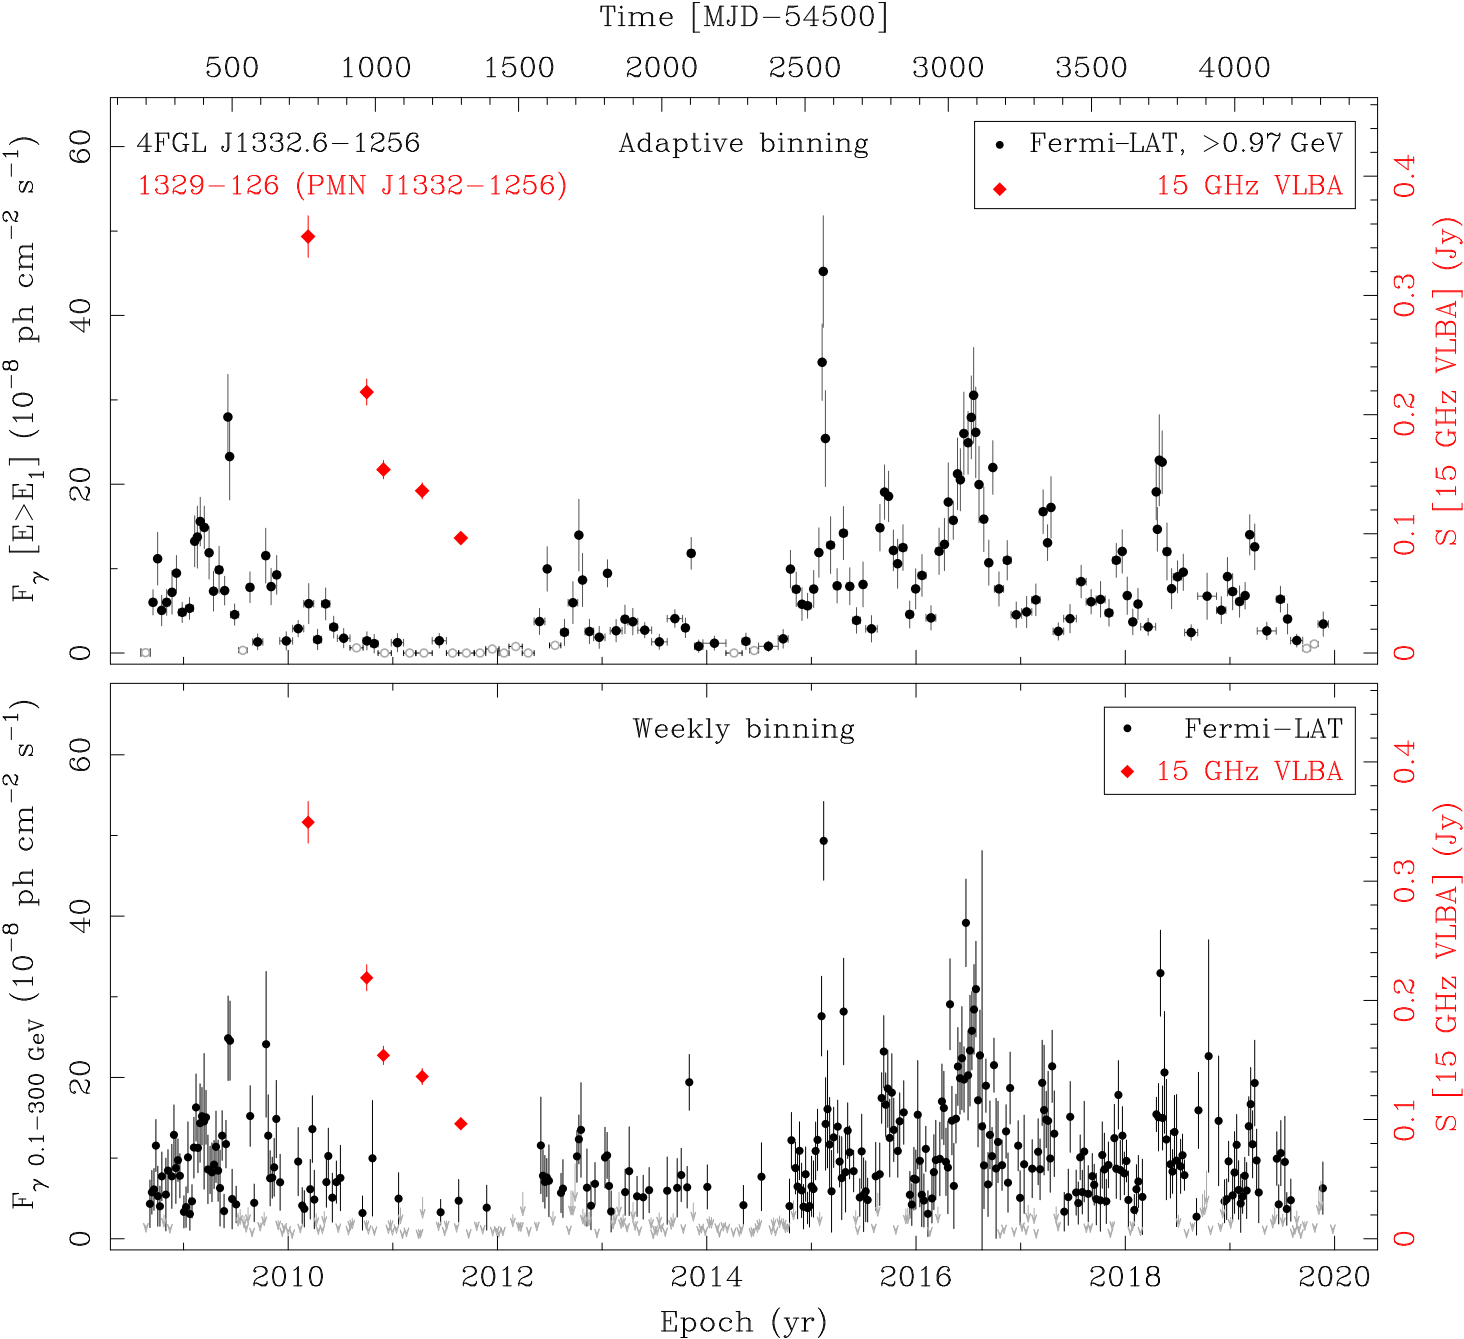 Time [MJD−54500]
500 1000 1500 2000 2500 3000 3500 4000
4FGL J1332.6−1256
1329−126 (PMN J1332−1256)
Adaptive binning
Fermi−LAT, >0.97 GeV
15 GHz VLBA
F_γ [E>E_1] (10^−8 ph cm^−2 s^−1)
60
40
20
0
S [15 GHz VLBA] (Jy)
0.4
0.3
0.2
0.1
0
Weekly binning
Fermi−LAT
15 GHz VLBA
F_γ 0.1−300 GeV (10^−8 ph cm^−2 s^−1)
60
40
20
0
S [15 GHz VLBA] (Jy)
0.4
0.3
0.2
0.1
0
2010 2012 2014 2016 2018 2020
Epoch (yr)